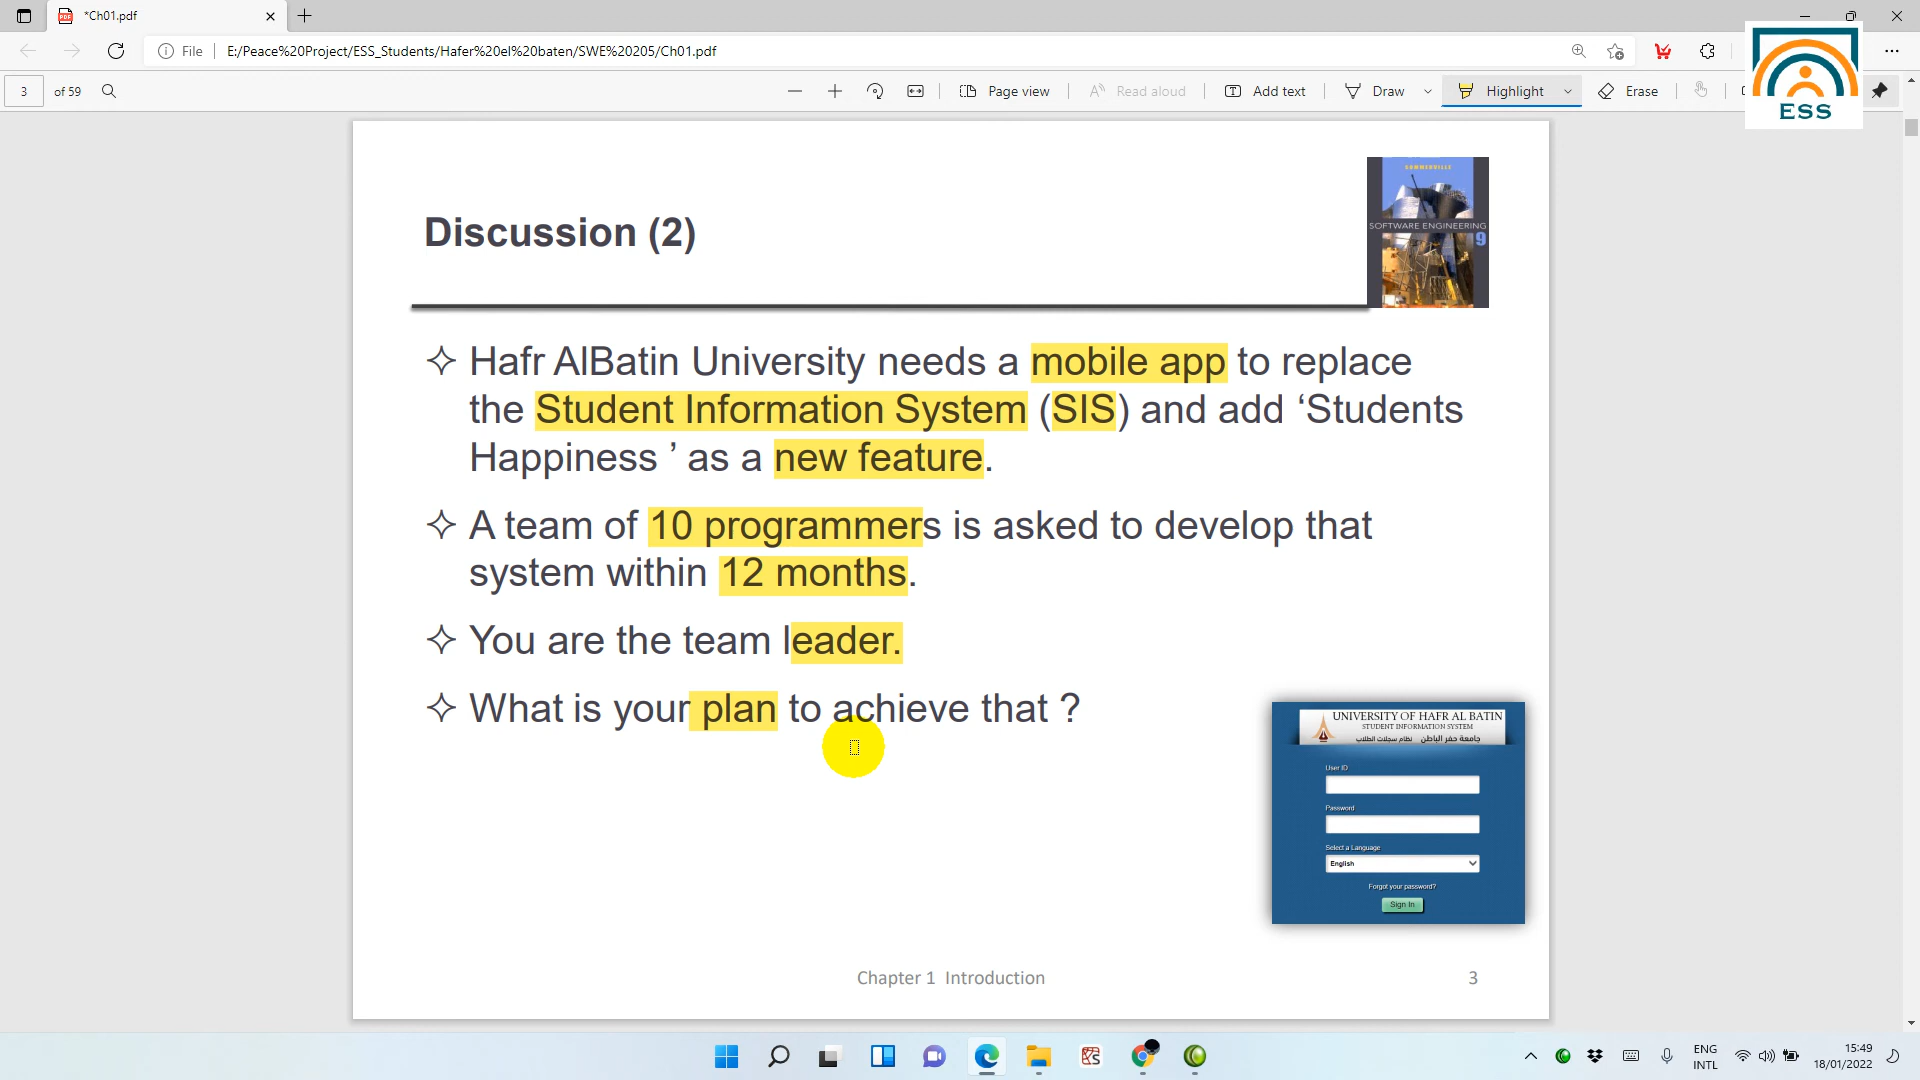 *Ch01.pdf
File
E:/Peace%20Project/ESS_Students/Hafer%20el%20baten/SWE%20205/Ch01.pdf
3 of 59
Page view
Read aloud
Add text
Draw
Highlight
Erase
ESS
SOMMERVILLE
SOFTWARE ENGINEERING
9
Discussion (2)
Hafr AlBatin University needs a mobile app to replace
the Student Information System (SIS) and add ‘Students
Happiness ’ as a new feature.
A team of 10 programmers is asked to develop that
system within 12 months.
You are the team leader.
What is your plan to achieve that ?
UNIVERSITY OF HAFR AL BATIN
STUDENT INFORMATION SYSTEM
جامعة حفر الباطن نظام سجلات الطلاب
User ID
Password
Select a Language
English
Forgot your password?
Sign In
Chapter 1 Introduction
3
ENG
INTL
15:49
18/01/2022